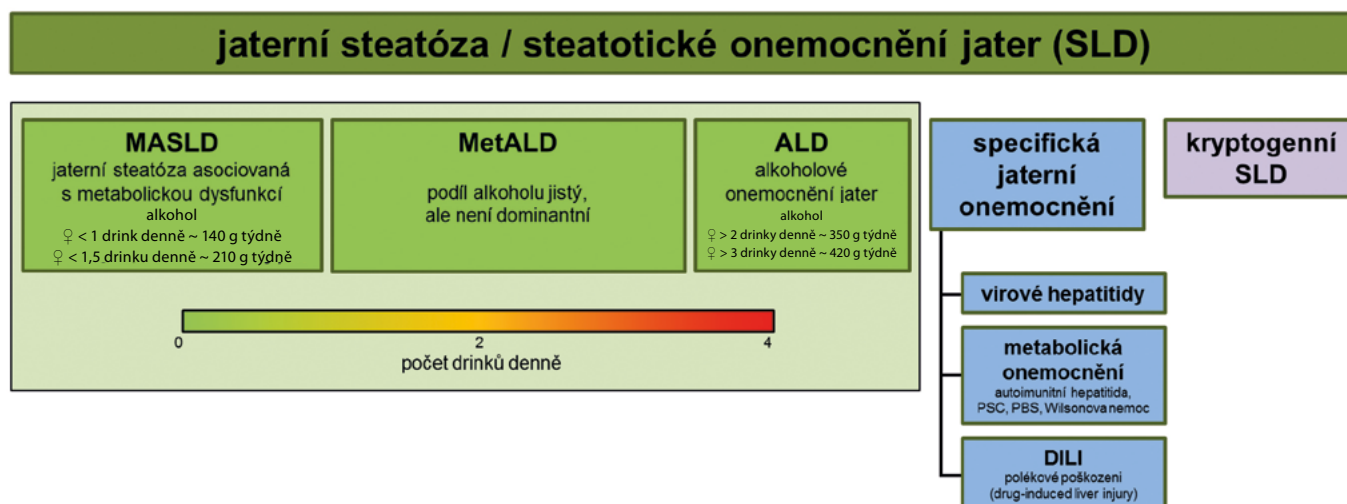 jaterní steatóza / steatotické onemocnění jater (SLD)
MASLD
jaterní steatóza asociovaná
s metabolickou dysfunkcí
alkohol
♀ < 1 drink denně ~ 140 g týdně
♀ < 1,5 drinku denně ~ 210 g týdně
MetALD
podíl alkoholu jistý,
ale není dominantní
ALD
alkoholové
onemocnění jater
alkohol
♀ > 2 drinky denně ~ 350 g týdně
♀ > 3 drinky denně ~ 420 g týdně
0
2
4
počet drinků denně
specifická
jaterní
onemocnění
virové hepatitidy
metabolická
onemocnění
autoimunitní hepatitida,
PSC, PBS, Wilsonova nemoc
DILI
polékové poškození
(drug-induced liver injury)
kryptogenní
SLD